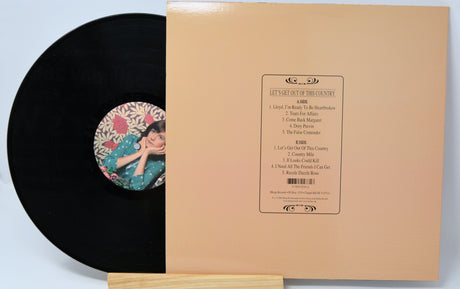 LET'S GET OUT OF THIS COUNTRY
A SIDE
1. Lloyd, I'm Ready To Be Heartbroken
2. Tears For Affairs
3. Come Back Margaret
4. Dory Previn
5. The False Contender
B SIDE
1. Let's Get Out Of This Country
2. Country Mile
3. If Looks Could Kill
4. I Need All The Friends I Can Get
5. Razzle Dazzle Rose